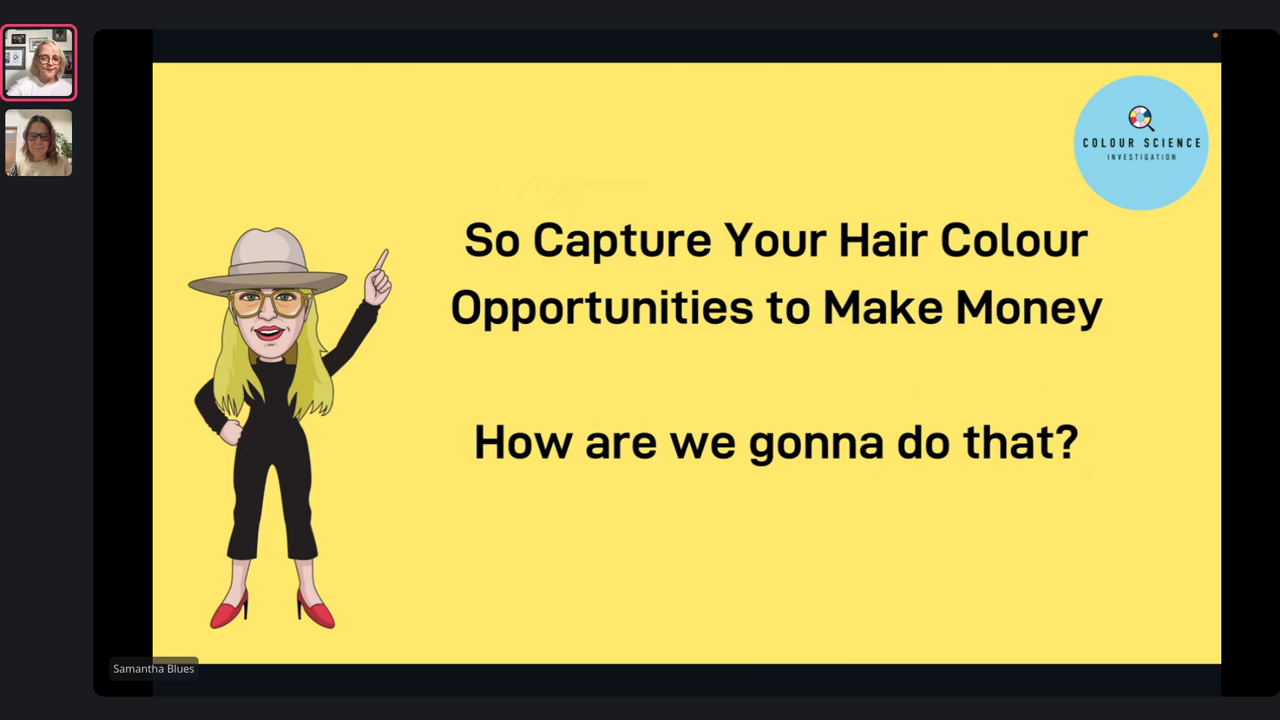 COLOUR SCIENCE
INVESTIGATION
So Capture Your Hair Colour
Opportunities to Make Money
How are we gonna do that?
Samantha Blues